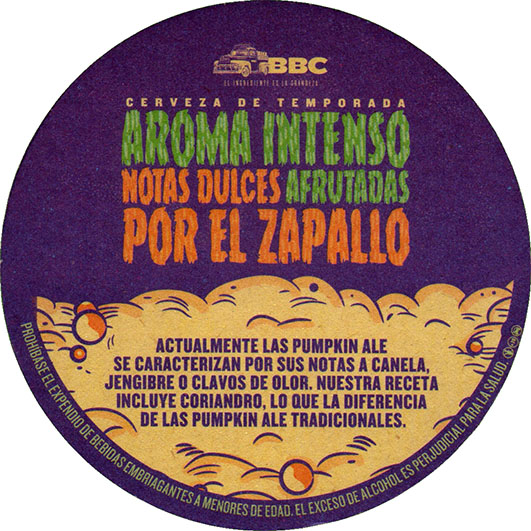 BBC
EL INGREDIENTE ES LA GRANDEZA
CERVEZA DE TEMPORADA
AROMA INTENSO
NOTAS DULCES AFRUTADAS
POR EL ZAPALLO
ACTUALMENTE LAS PUMPKIN ALE
SE CARACTERIZAN POR SUS NOTAS A CANELA,
JENGIBRE O CLAVOS DE OLOR. NUESTRA RECETA
INCLUYE CORIANDRO, LO QUE LA DIFERENCIA
DE LAS PUMPKIN ALE TRADICIONALES.
PROHÍBASE EL EXPENDIO DE BEBIDAS EMBRIAGANTES A MENORES DE EDAD. EL EXCESO DE ALCOHOL ES PERJUDICIAL PARA LA SALUD.